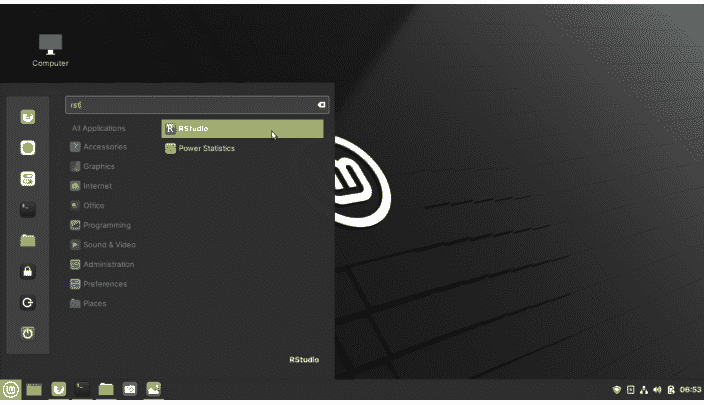 Computer
rst
All Applications
RStudio
Accessories
Power Statistics
Graphics
Internet
Office
Programming
Sound & Video
Administration
Preferences
Places
RStudio
06:53